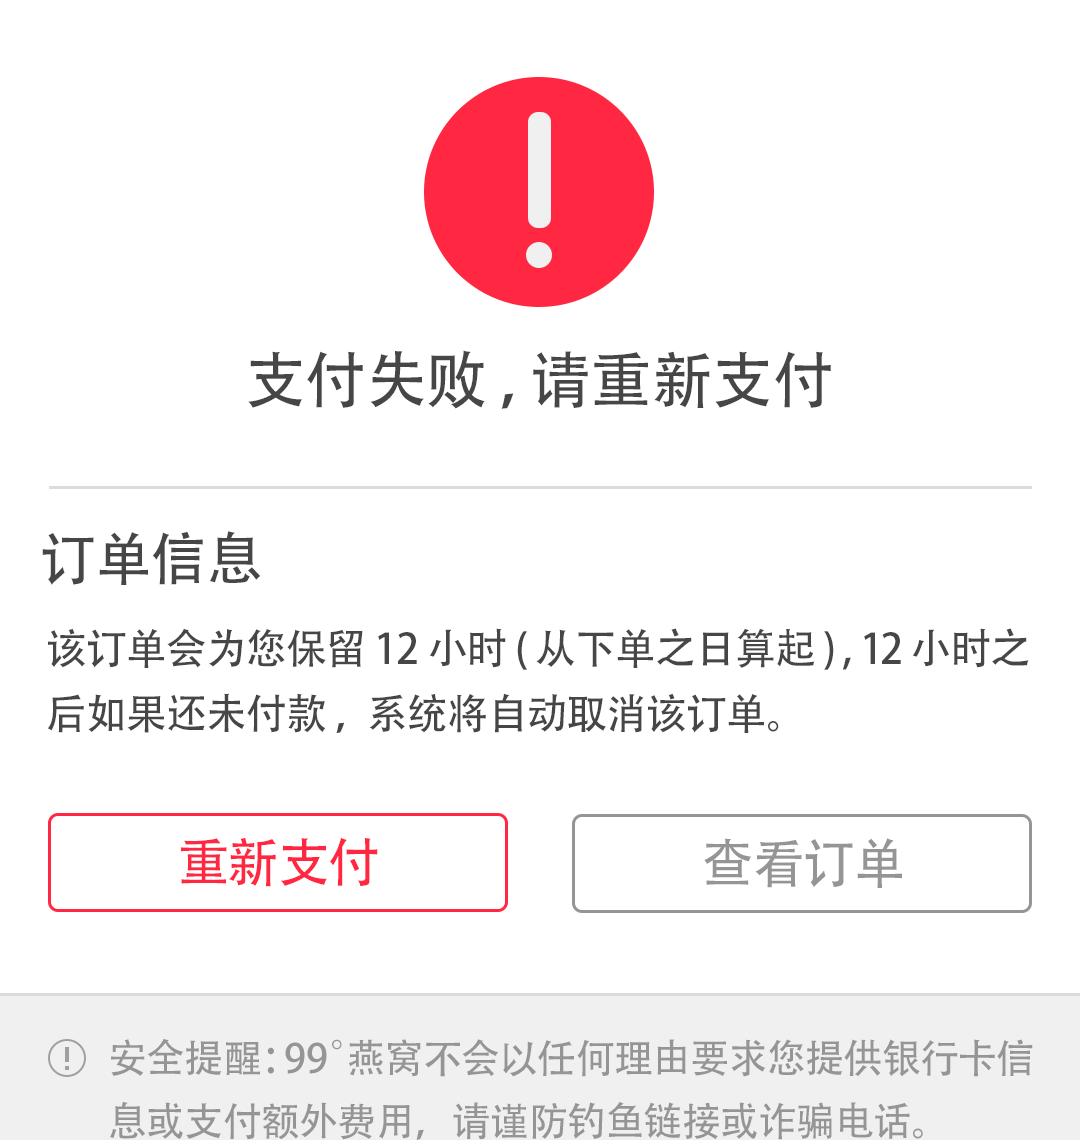 支付失败,请重新支付
订单信息
该订单会为您保留 12 小时 (从下单之日算起), 12 小时之
后如果还未付款，系统将自动取消该订单。
重新支付
查看订单
安全提醒: 99°燕窝不会以任何理由要求您提供银行卡信
息或支付额外费用，请谨防钓鱼链接或诈骗电话。